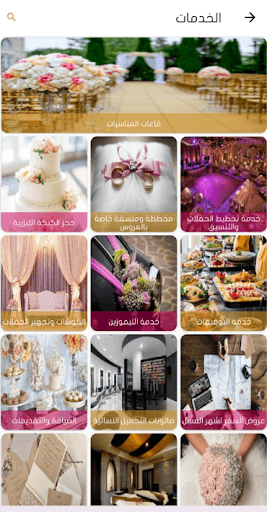 الخدمات
قاعات المناسبات
خدمة تخطيط الحفلات
والتنسيق
مخططة ومنسقة خاصة
بالعروس
حجز الكيكة
خدمة البوفيهات
خدمة الليموزين
الكوشات وتجهيز الحفلات
عروض السفر لشهر العسل
صالونات التجميل النسائية
الضيافة والتقديمات